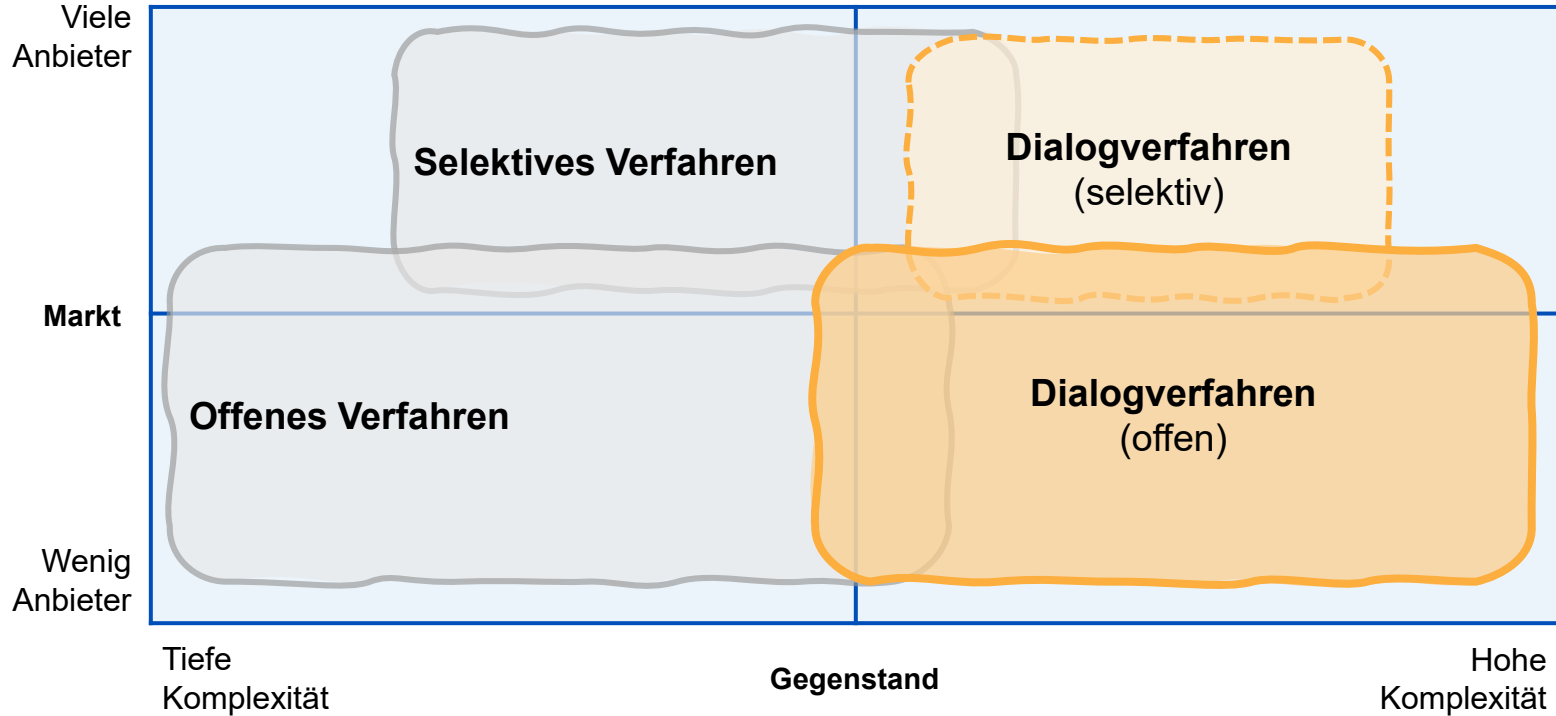 Viele
Anbieter
Selektives Verfahren
Dialogverfahren
(selektiv)
Markt
Offenes Verfahren
Dialogverfahren
(offen)
Wenig
Anbieter
Tiefe
Komplexität
Gegenstand
Hohe
Komplexität